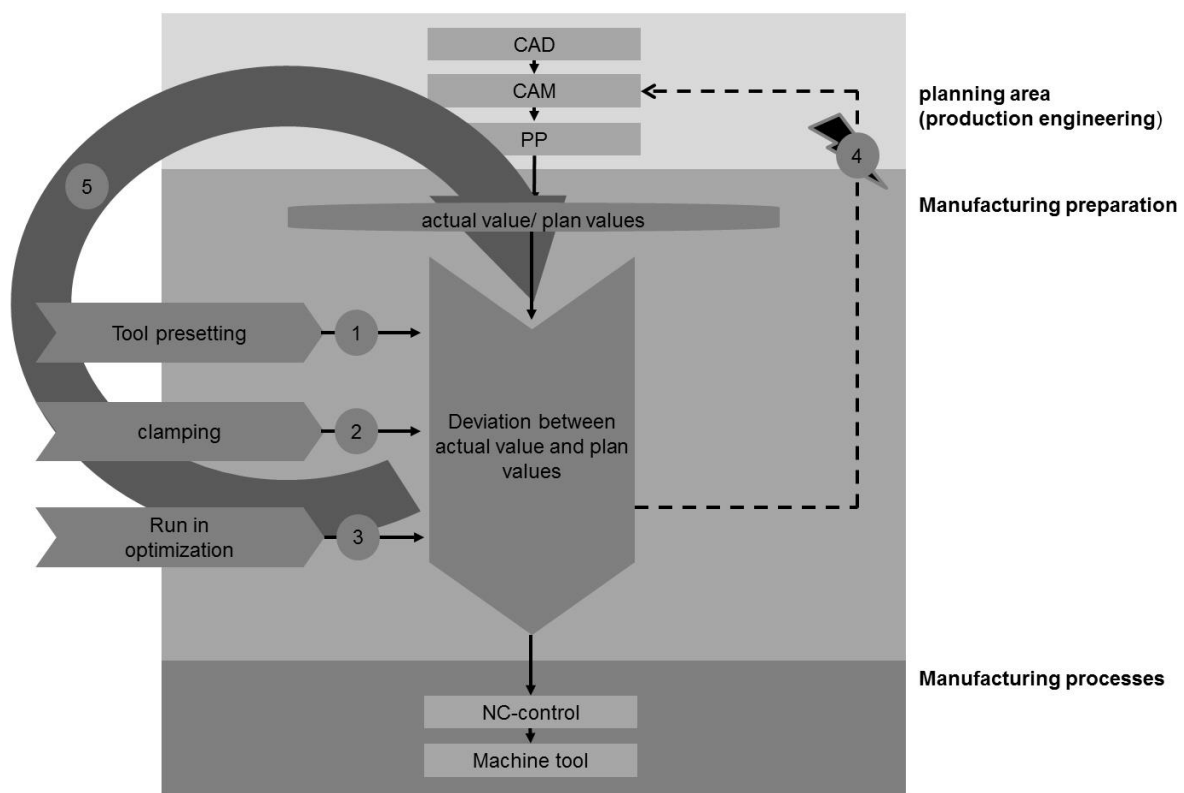 CAD
CAM
PP
planning area
(production engineering)
4
5
Manufacturing preparation
actual value/ plan values
Tool presetting
1
clamping
2
Deviation between
actual value and plan
values
Run in
optimization
3
Manufacturing processes
NC-control
Machine tool